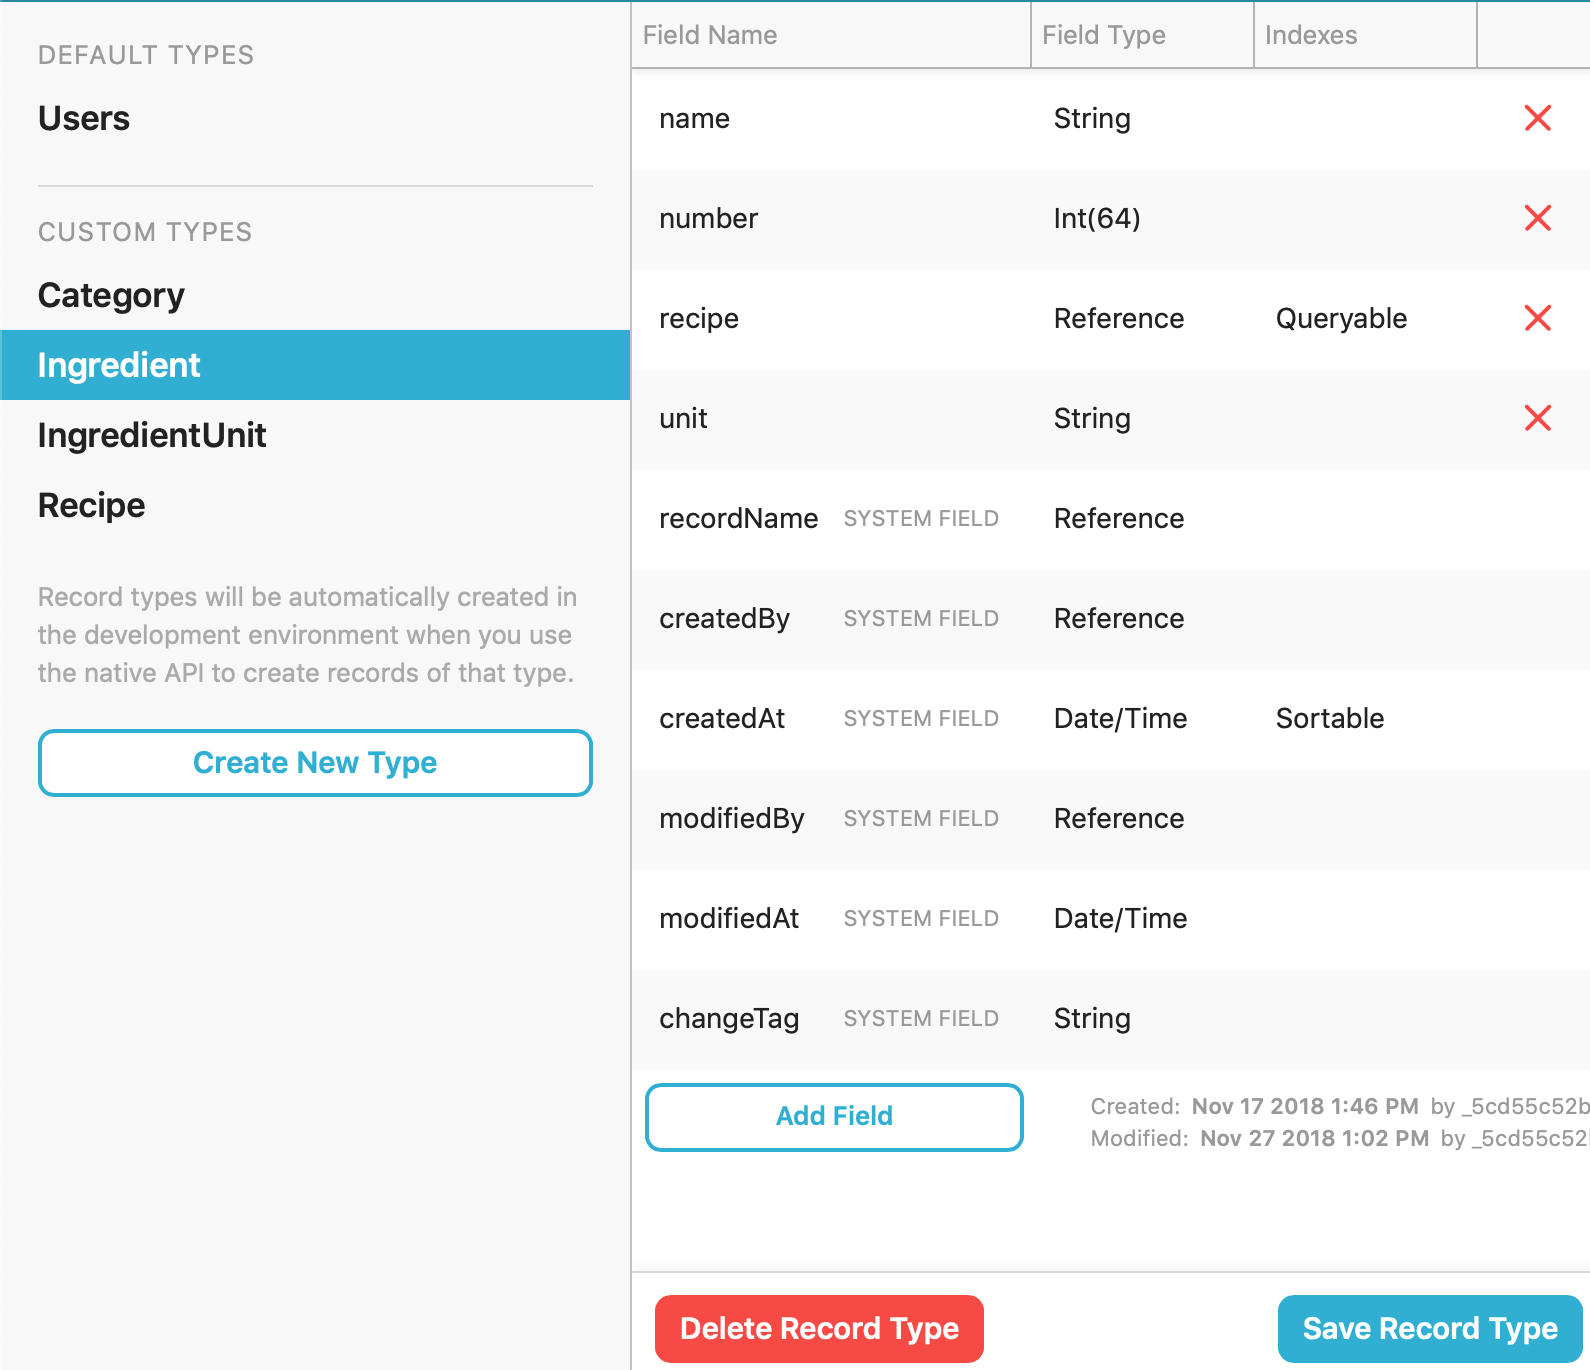 DEFAULT TYPES
Users
CUSTOM TYPES
Category
Ingredient
IngredientUnit
Recipe
Record types will be automatically created in
the development environment when you use
the native API to create records of that type.
Create New Type
Field Name Field Type Indexes
name String
number Int(64)
recipe Reference Queryable
unit String
recordName SYSTEM FIELD Reference
createdBy SYSTEM FIELD Reference
createdAt SYSTEM FIELD Date/Time Sortable
modifiedBy SYSTEM FIELD Reference
modifiedAt SYSTEM FIELD Date/Time
changeTag SYSTEM FIELD String
Add Field
Created: Nov 17 2018 1:46 PM by _5cd55c52b
Modified: Nov 27 2018 1:02 PM by _5cd55c52
Delete Record Type Save Record Type